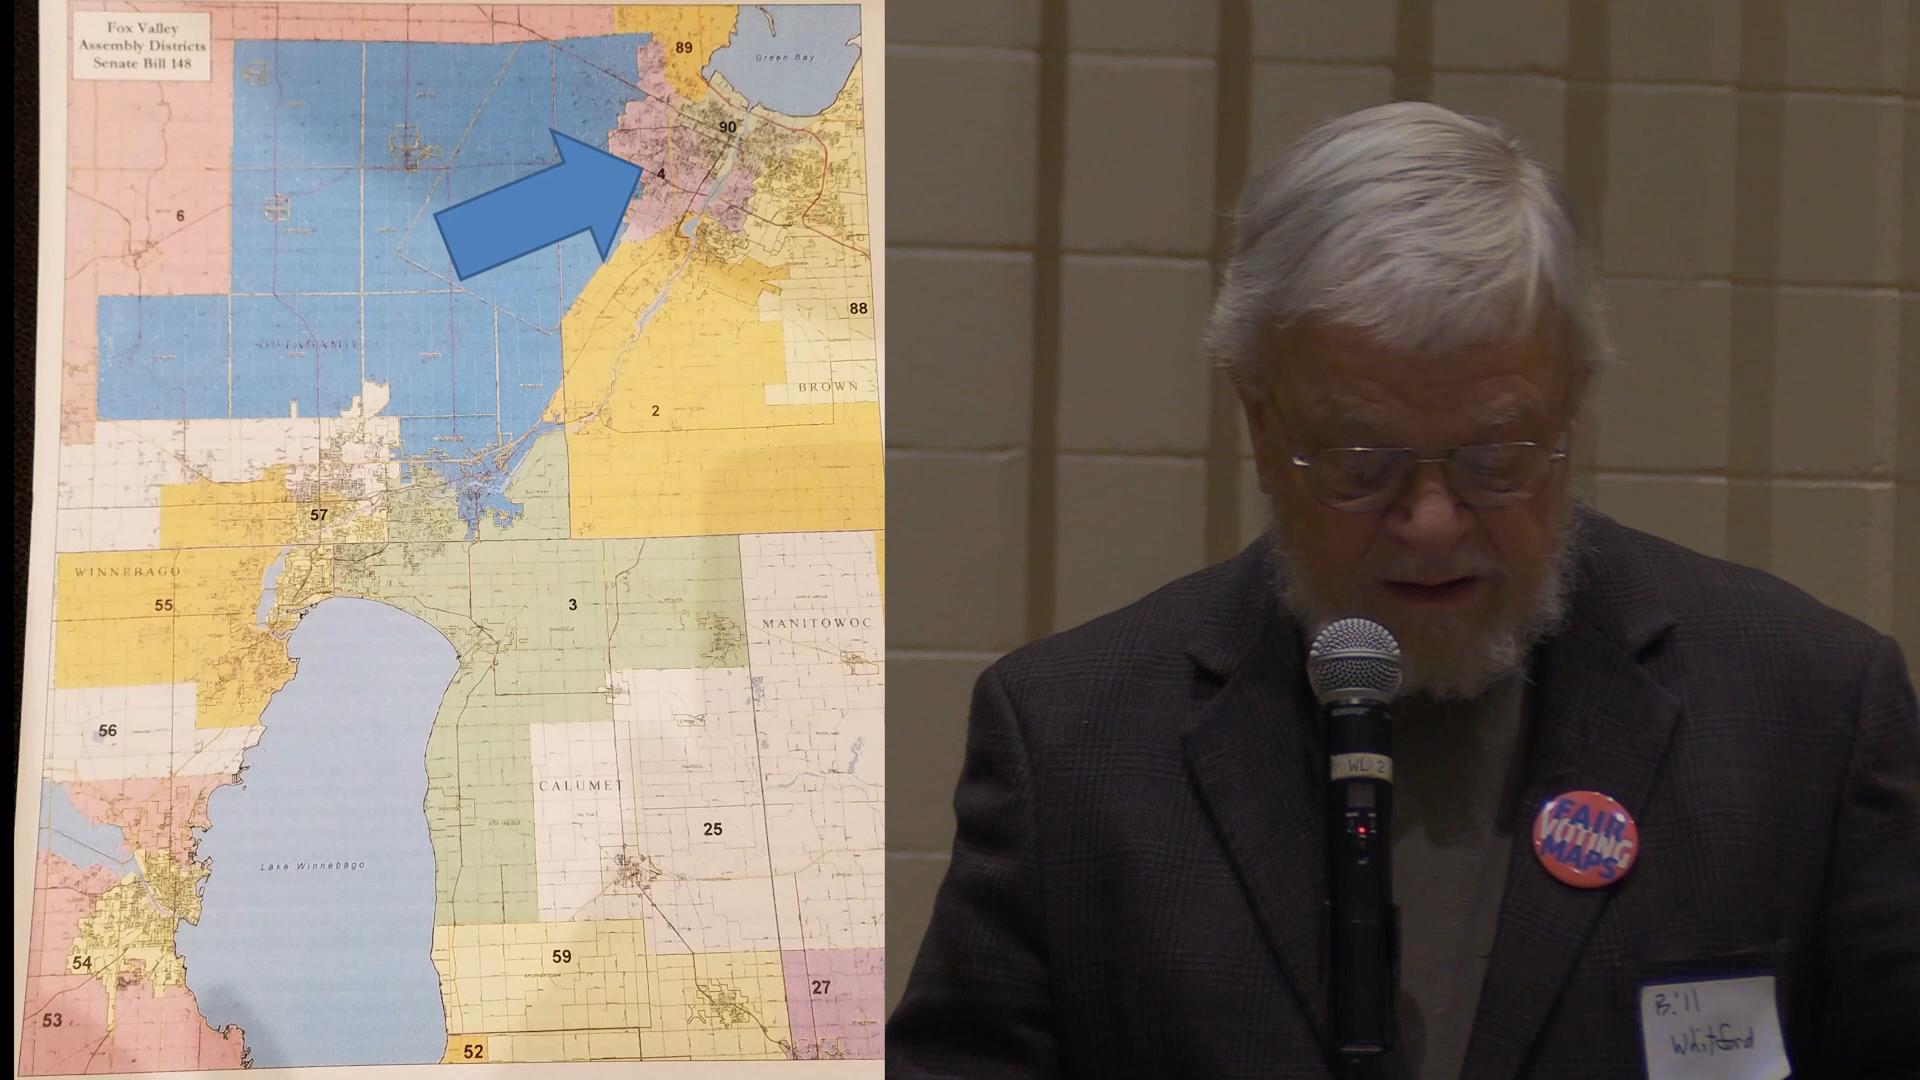 Fox Valley
Assembly Districts
Senate Bill 148
89
Green Bay
90
4
6
88
OUTAGAMIE
BROWN
2
57
WINNEBAGO
55
3
MANITOWOC
56
CALUMET
25
Lake Winnebago
59
54
27
53
52
WL 2
FAIR
VOTING
MAPS
Bill
Whitford